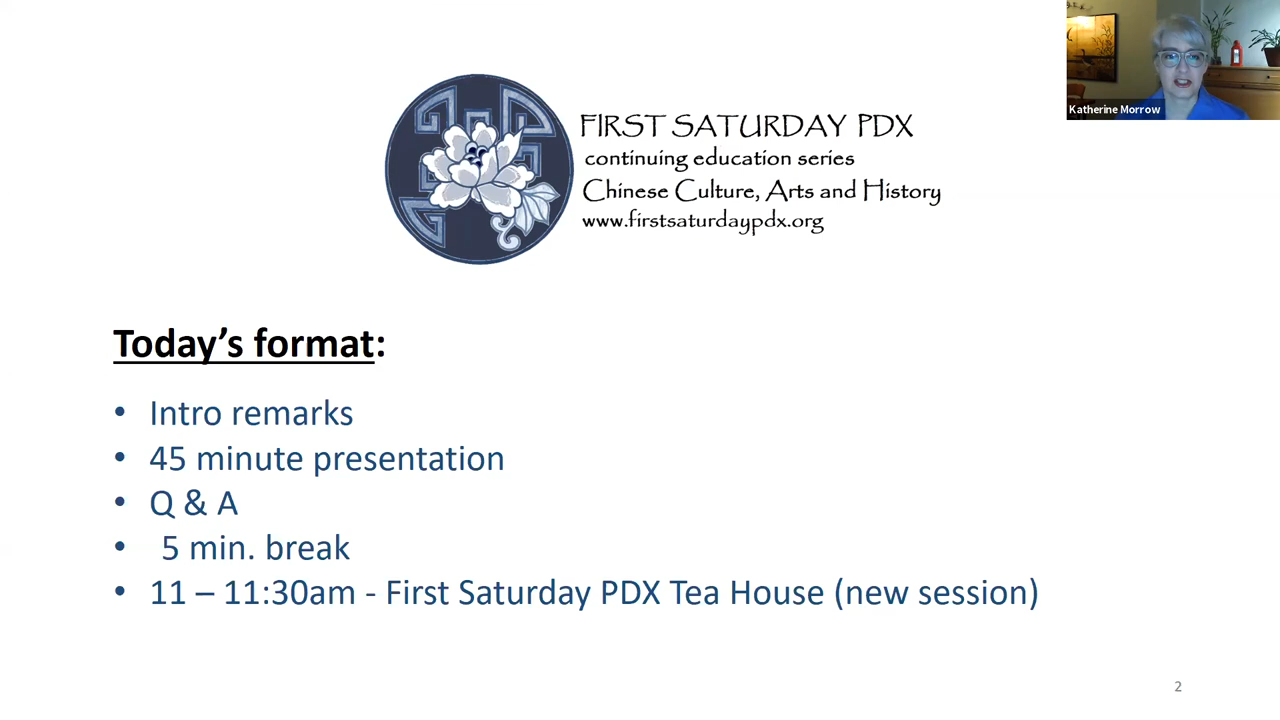 Katherine Morrow
FIRST SATURDAY PDX
continuing education series
Chinese Culture, Arts and History
www.firstsaturdaypdx.org
Today's format:
• Intro remarks
• 45 minute presentation
• Q & A
• 5 min. break
• 11 – 11:30am - First Saturday PDX Tea House (new session)
2